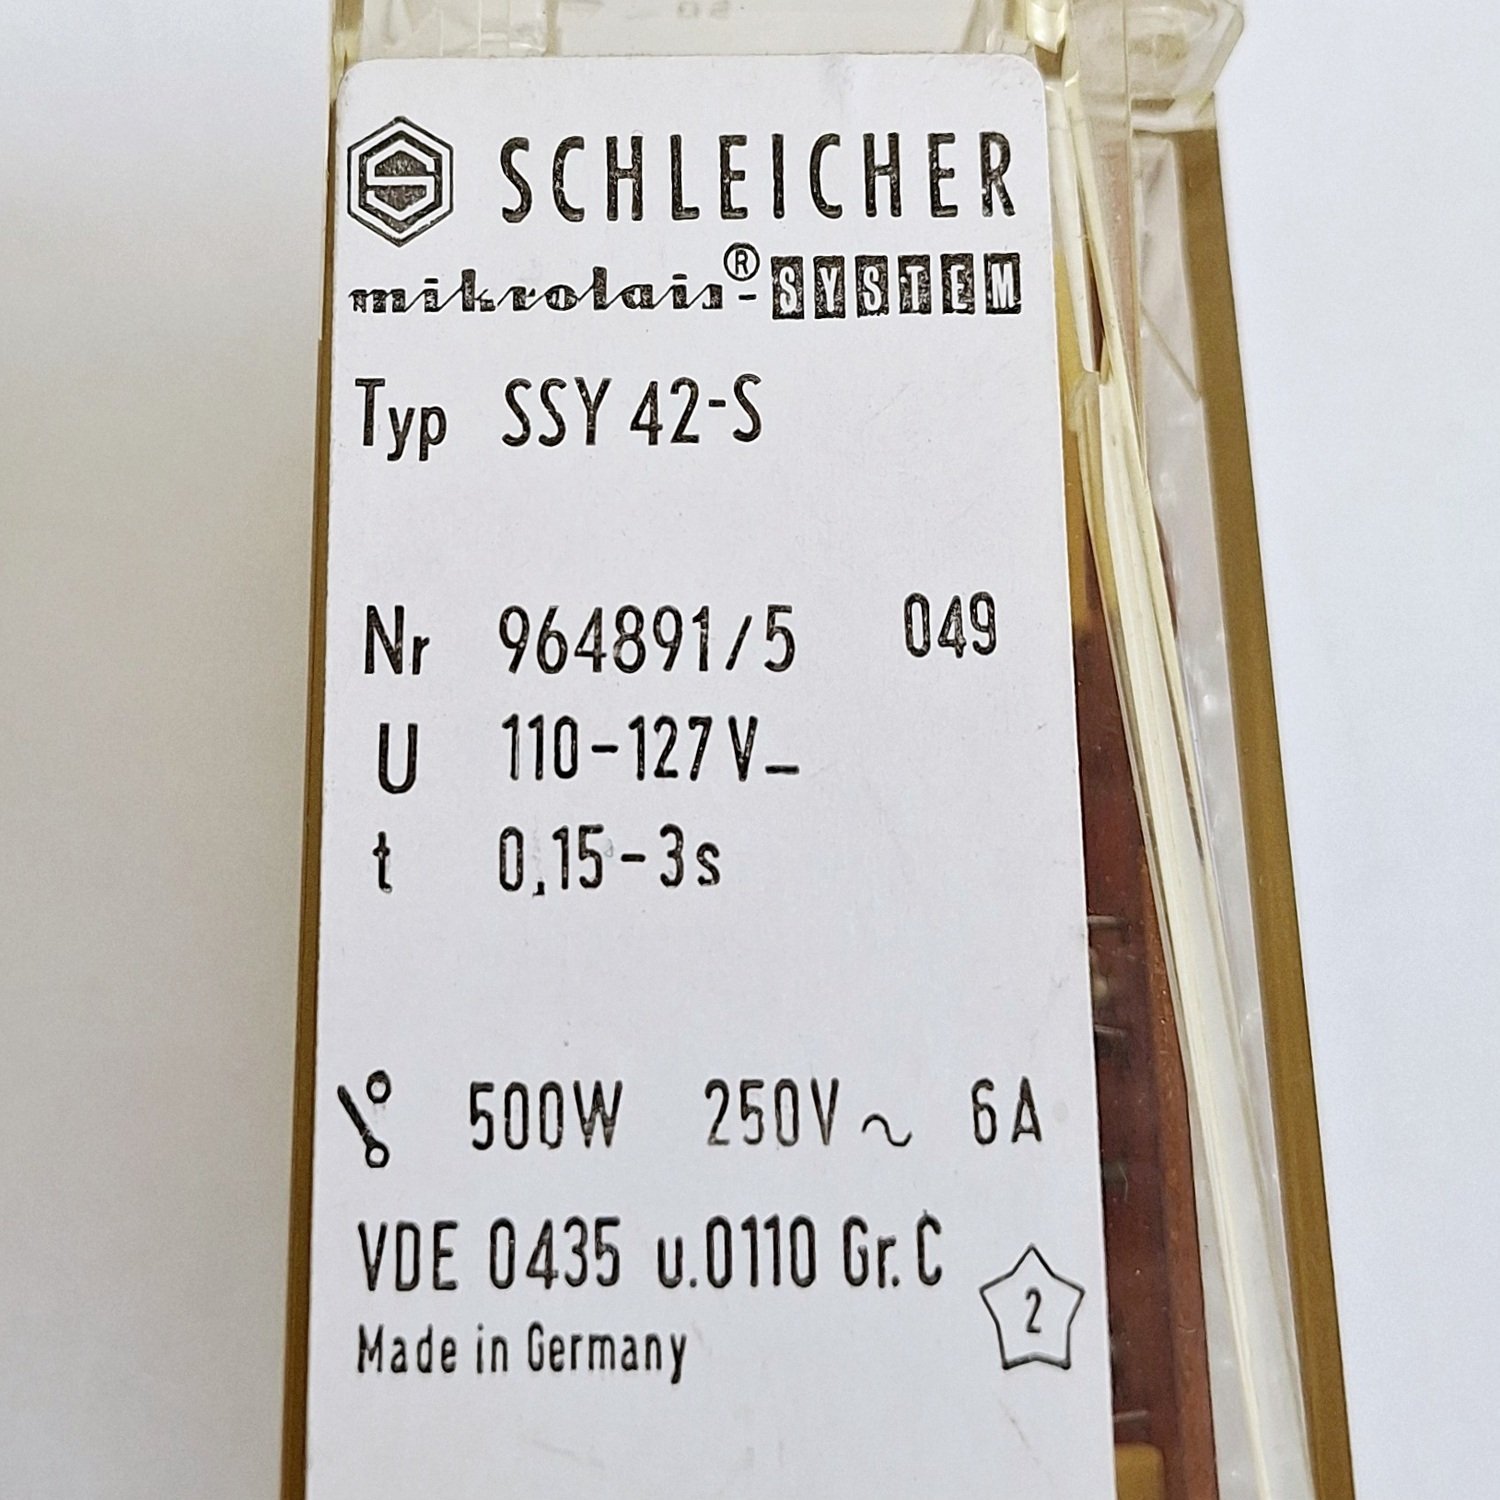 SCHLEICHER
mikrolais®-SYSTEM
Typ SSY 42-S
Nr 964891/5 049
U 110-127V⎓
t 0,15-3s
500W 250V~ 6A
VDE 0435 u.0110 Gr.C
2
Made in Germany